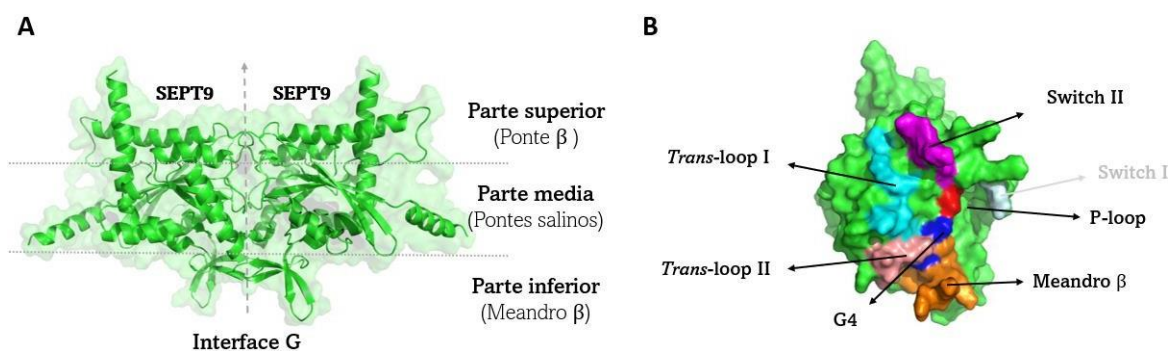 A
SEPT9
SEPT9
Parte superior
(Ponte β )
Parte media
(Pontes salinos)
Parte inferior
(Meandro β)
Interface G
B
Switch II
Trans-loop I
Switch I
P-loop
Trans-loop II
Meandro β
G4